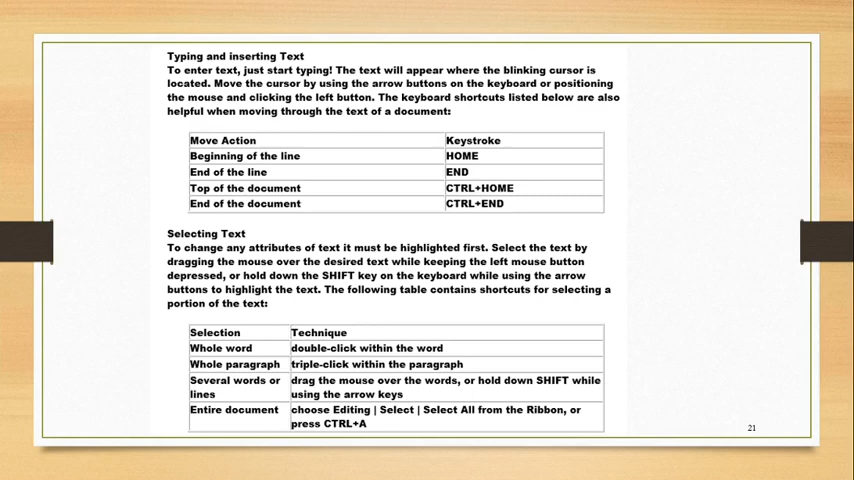 Typing and inserting Text
To enter text, just start typing! The text will appear where the blinking cursor is
located. Move the cursor by using the arrow buttons on the keyboard or positioning
the mouse and clicking the left button. The keyboard shortcuts listed below are also
helpful when moving through the text of a document:
Move Action Keystroke
Beginning of the line HOME
End of the line END
Top of the document CTRL+HOME
End of the document CTRL+END
Selecting Text
To change any attributes of text it must be highlighted first. Select the text by
dragging the mouse over the desired text while keeping the left mouse button
depressed, or hold down the SHIFT key on the keyboard while using the arrow
buttons to highlight the text. The following table contains shortcuts for selecting a
portion of the text:
Selection Technique
Whole word double-click within the word
Whole paragraph triple-click within the paragraph
Several words or drag the mouse over the words, or hold down SHIFT while
lines using the arrow keys
Entire document choose Editing | Select | Select All from the Ribbon, or
press CTRL+A
21